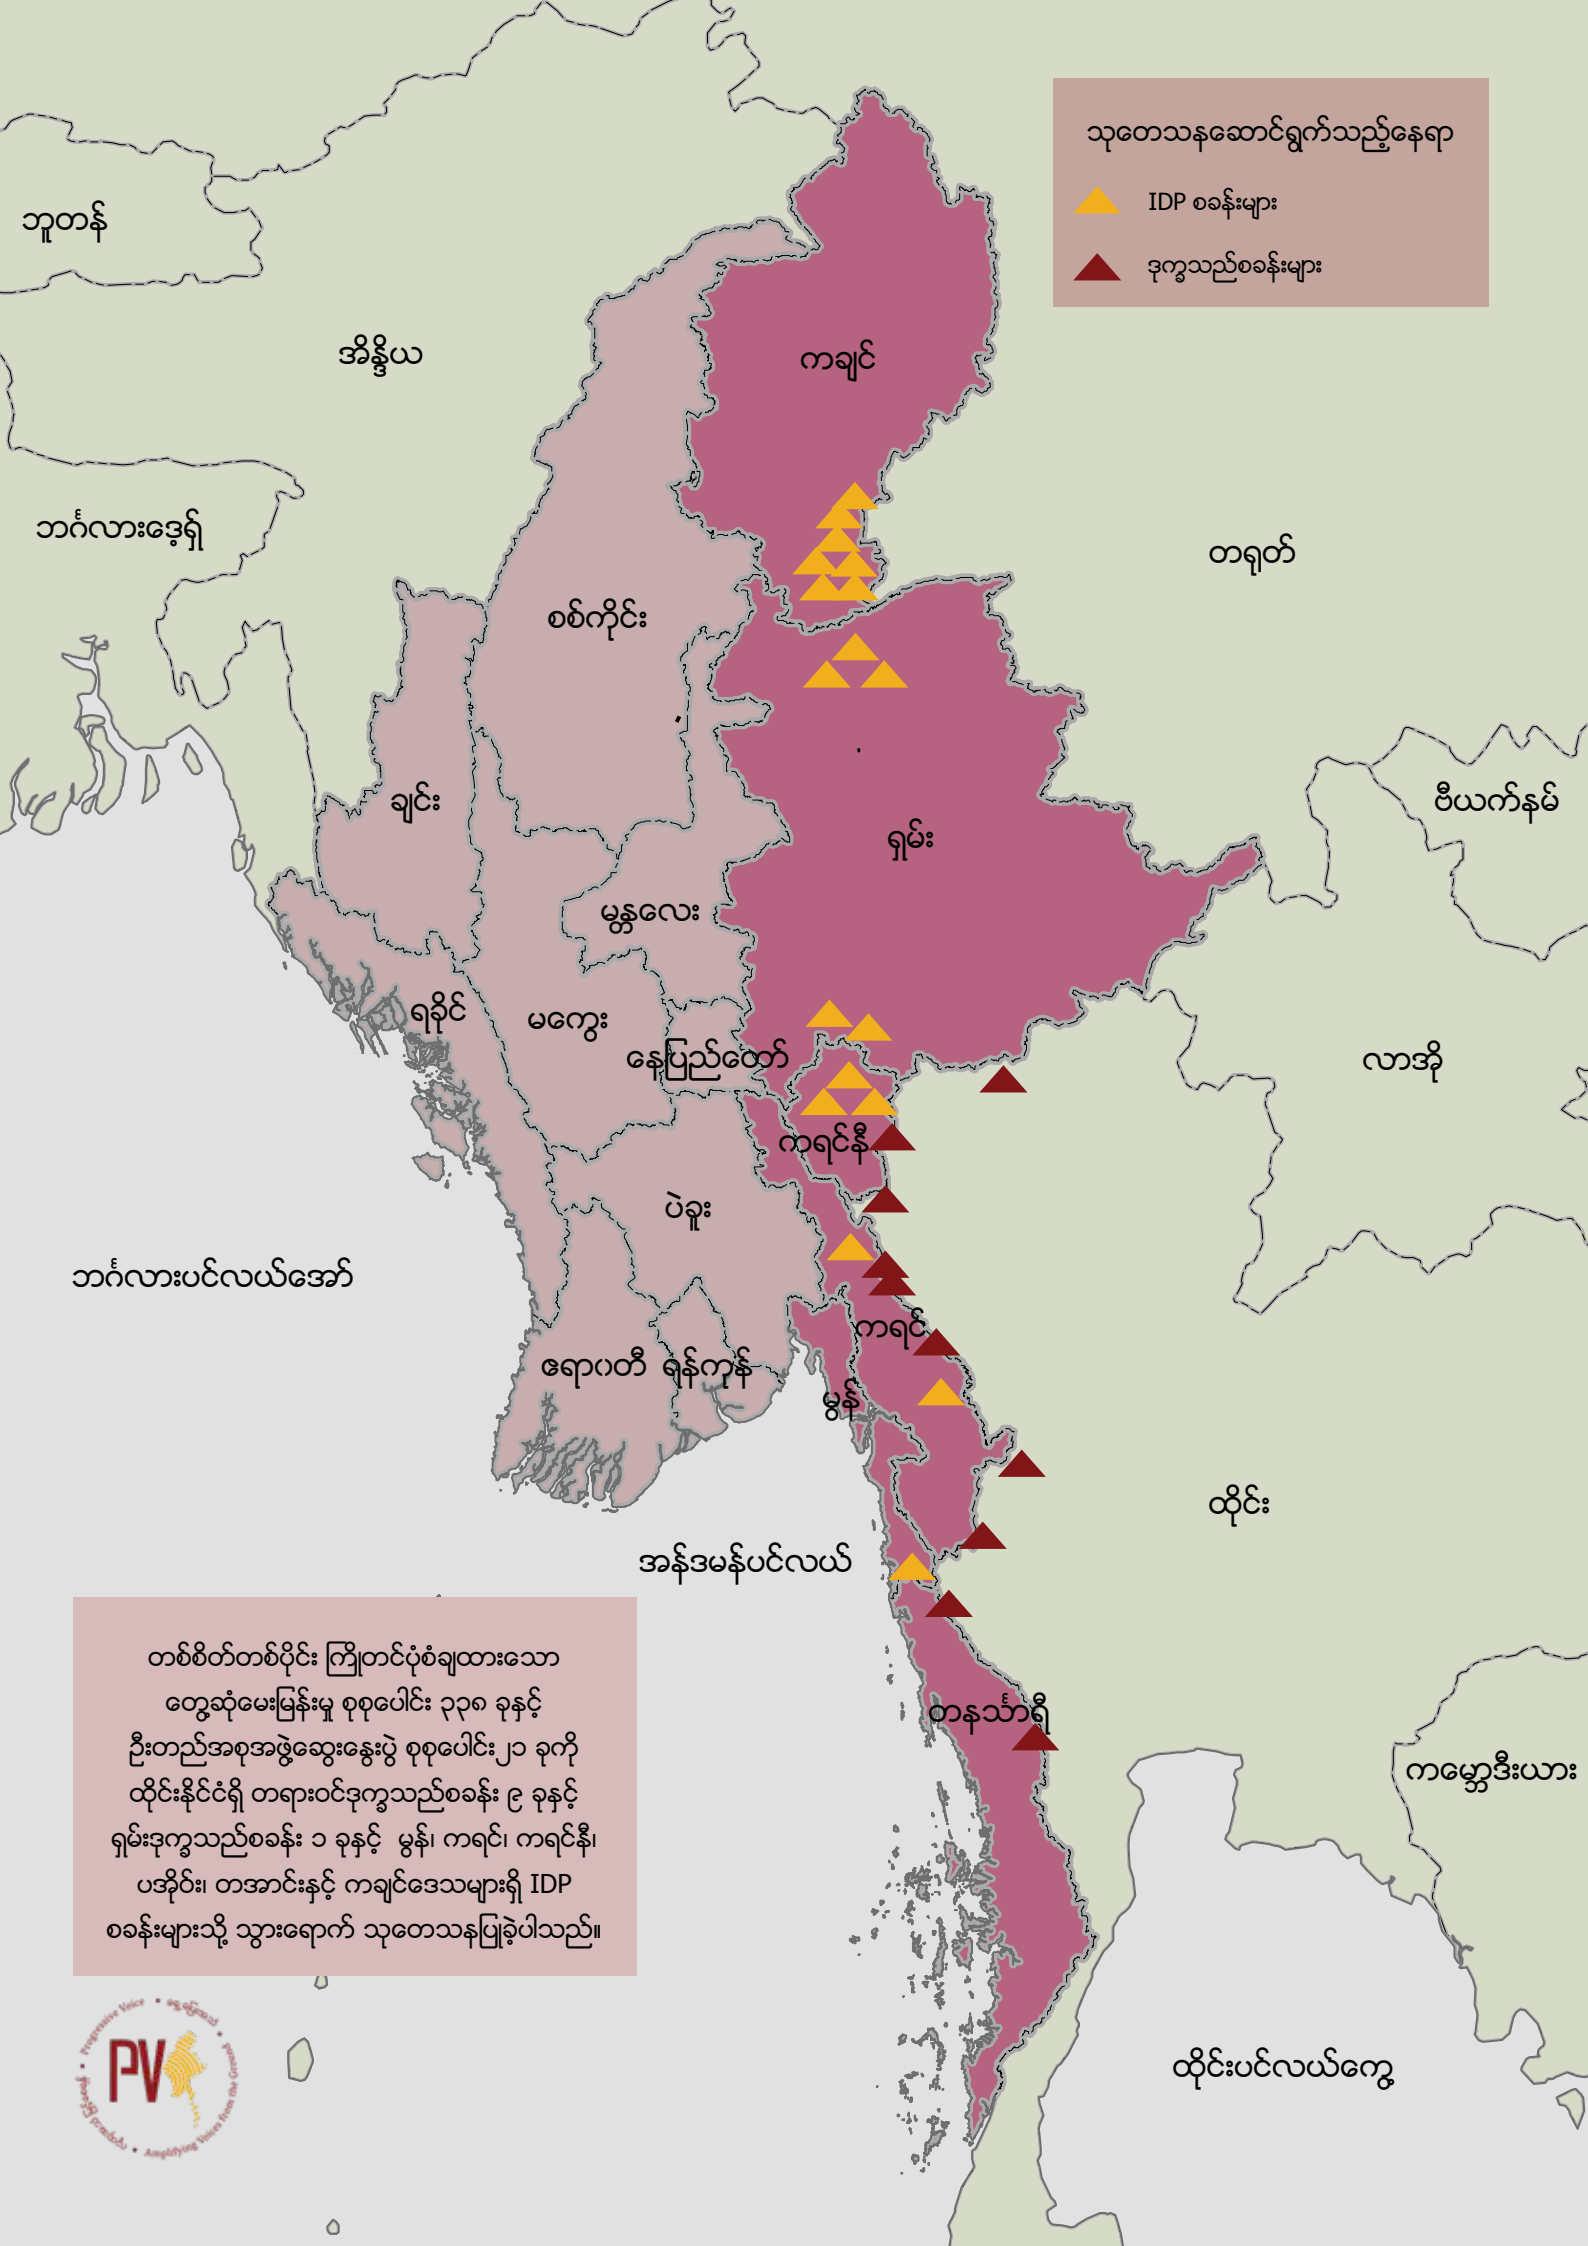 သုတေသနဆောင်ရွက်သည့်နေရာ
IDP စခန်းများ
ဒုက္ခသည်စခန်းများ
ဘူတန်
အိန္ဒိယ
ကချင်
ဘင်္ဂလားဒေ့ရှ်
တရုတ်
စစ်ကိုင်း
ချင်း
ဗီယက်နမ်
ရှမ်း
မန္တလေး
ရခိုင်
မကွေး
နေပြည်တော်
လာအို
ကရင်နီ
ပဲခူး
ဘင်္ဂလားပင်လယ်အော်
ကရင်
ဧရာဝတီ
ရန်ကုန်
မွန်
ထိုင်း
အန်ဒမန်ပင်လယ်
တစ်စိတ်တစ်ပိုင်း ကြိုတင်ပုံစံချထားသော
တွေ့ဆုံမေးမြန်းမှု စုစုပေါင်း ၃၃၈ ခုနှင့်
ဦးတည်အစုအဖွဲ့ဆွေးနွေးပွဲ စုစုပေါင်း၂၁ ခုကို
ထိုင်းနိုင်ငံရှိ တရားဝင်ဒုက္ခသည်စခန်း ၉ ခုနှင့်
ရှမ်းဒုက္ခသည်စခန်း ၁ ခုနှင့် မွန်၊ ကရင်၊ ကရင်နီ၊
ပအိုဝ်း၊ တအာင်းနှင့် ကချင်ဒေသများရှိ IDP
စခန်းများသို့ သွားရောက် သုတေသနပြုခဲ့ပါသည်။
တနင်္သာရီ
ကမ္ဘောဒီးယား
ထိုင်းပင်လယ်ကွေ့
PV
Progressive Voice
Amplifying Voices from the Ground